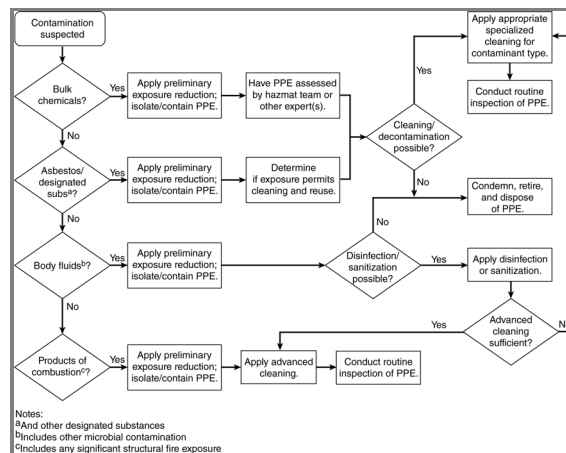 Contamination
suspected
Bulk
chemicals?
Yes
Apply preliminary
exposure reduction;
isolate/contain PPE.
Have PPE assessed
by hazmat team or
other expert(s).
Cleaning/
decontamination
possible?
Yes
Apply appropriate
specialized
cleaning for
contaminant type.
Conduct routine
inspection of PPE.
No
No
Asbestos/
designated
subsa?
Yes
Apply preliminary
exposure reduction;
isolate/contain PPE.
Determine
if exposure permits
cleaning and reuse.
Condemn, retire,
and dispose
of PPE.
No
No
Body fluidsb?
Yes
Apply preliminary
exposure reduction;
isolate/contain PPE.
Disinfection/
sanitization
possible?
Yes
Apply disinfection
or sanitization.
No
Advanced
cleaning
sufficient?
Yes
Products of
combustionc?
Yes
Apply preliminary
exposure reduction;
isolate/contain PPE.
Apply advanced
cleaning.
Conduct routine
inspection of PPE.
Notes:
aAnd other designated substances
bIncludes other microbial contamination
cIncludes any significant structural fire exposure